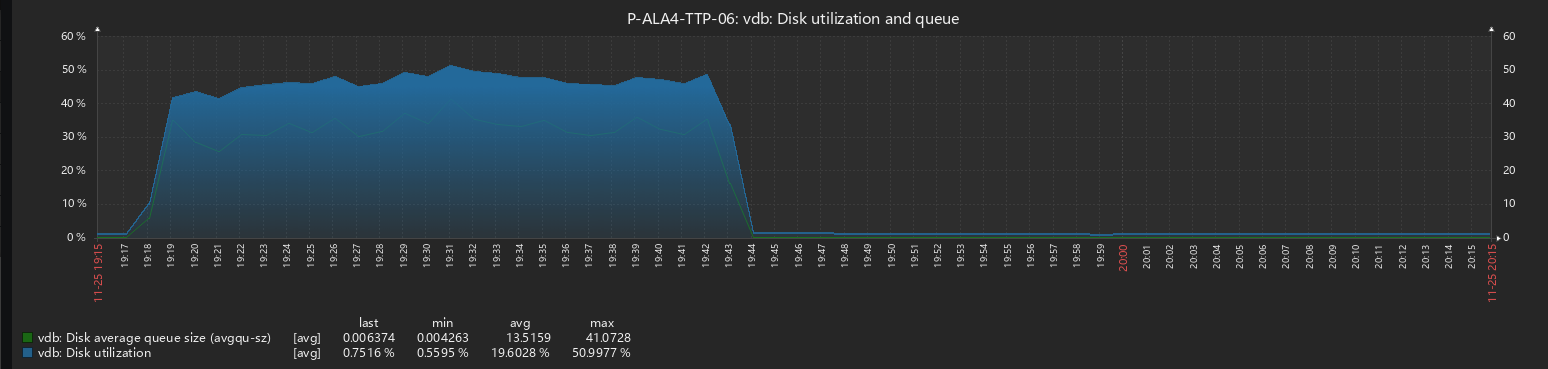 P-ALA4-TTP-06: vdb: Disk utilization and queue
60 % 60
50 % 50
40 % 40
30 % 30
20 % 20
10 % 10
0 % 0
11-25 19:15 19:17 19:18 19:19 19:20 19:21 19:22 19:23 19:24 19:25 19:26 19:27 19:28 19:29 19:30 19:31 19:32 19:33 19:34 19:35 19:36 19:37 19:38 19:39 19:40 19:41 19:42 19:43 19:44 19:45 19:46 19:47 19:48 19:49 19:50 19:51 19:52 19:53 19:54 19:55 19:56 19:57 19:58 19:59 20:00 20:01 20:02 20:03 20:04 20:05 20:06 20:07 20:08 20:09 20:10 20:11 20:12 20:13 20:14 20:15 11-25 20:15
last min avg max
vdb: Disk average queue size (avgqu-sz) [avg] 0.006374 0.004263 13.5159 41.0728
vdb: Disk utilization [avg] 0.7516 % 0.5595 % 19.6028 % 50.9977 %